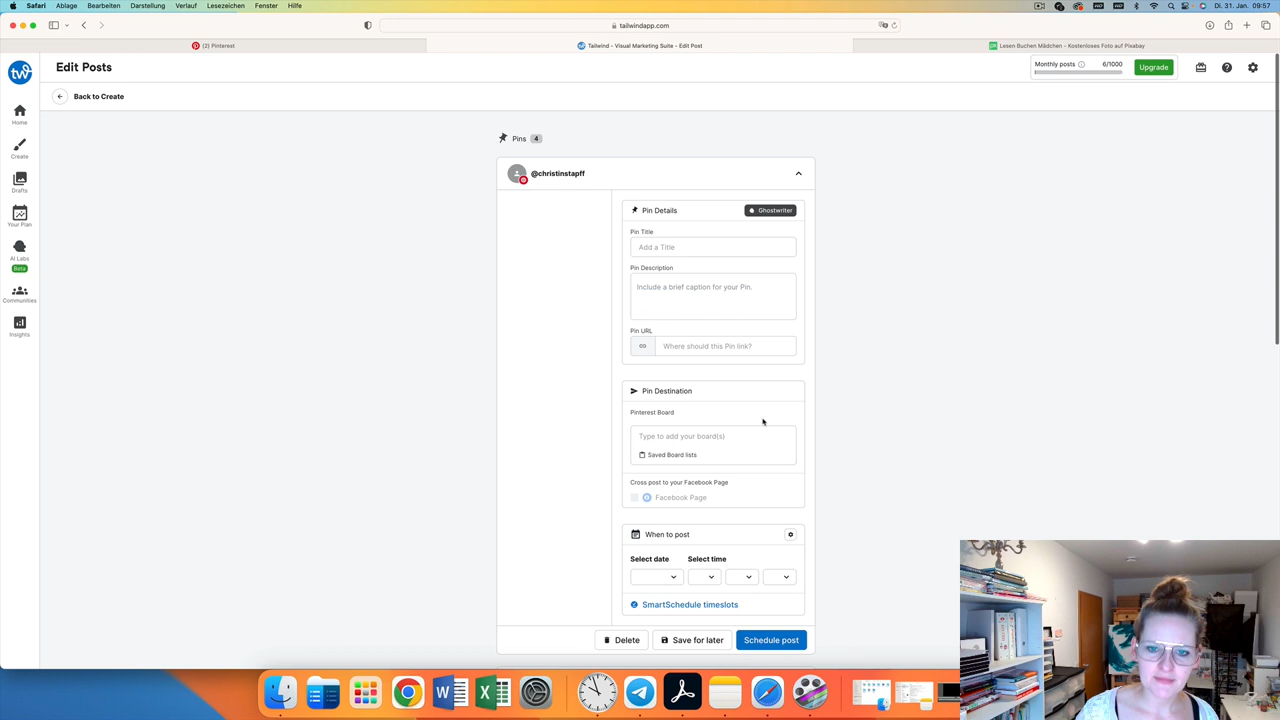 Safari Ablage Bearbeiten Darstellung Verlauf Lesezeichen Fenster Hilfe
Di. 31. Jan. 09:57
tailwindapp.com
(2) Pinterest
Tailwind - Visual Marketing Suite - Edit Post
Lesen Buchen Mädchen - Kostenloses Foto auf Pixabay
tw
Edit Posts
Monthly posts
6/1000
Upgrade
Back to Create
Home
Create
Drafts
Your Plan
AI Labs
Beta
Communities
Insights
Pins 4
@christinstapff
Pin Details
Ghostwriter
Pin Title
Add a Title
Pin Description
Include a brief caption for your Pin.
Pin URL
Where should this Pin link?
Pin Destination
Pinterest Board
Type to add your board(s)
Saved Board lists
Cross post to your Facebook Page
Facebook Page
When to post
Select date Select time
SmartSchedule timeslots
Delete
Save for later
Schedule post